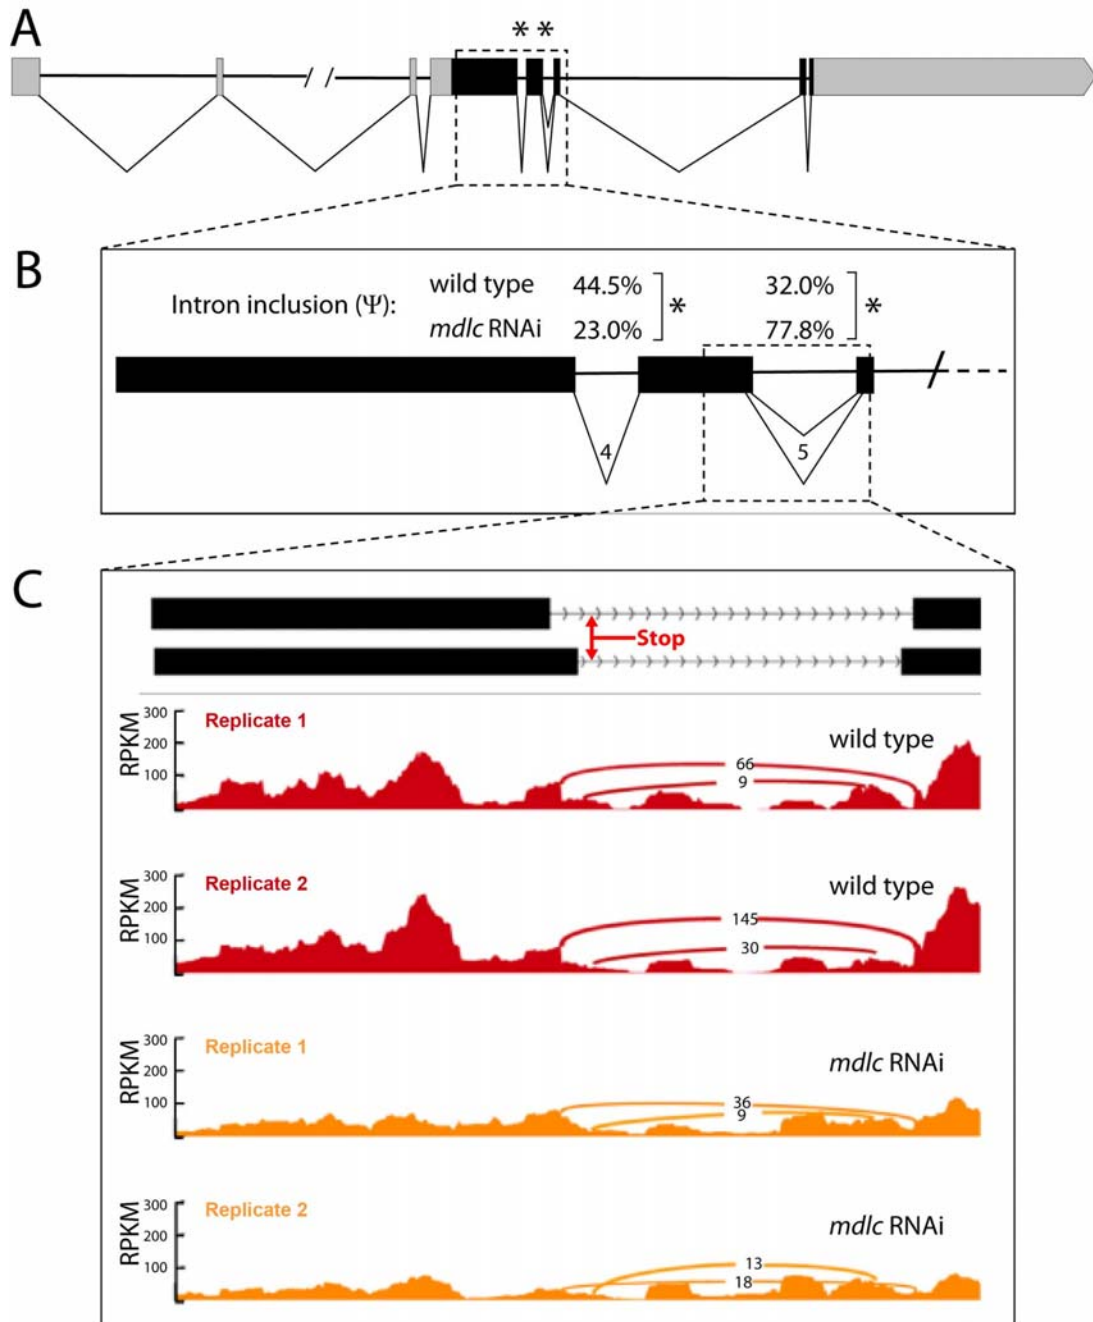 A
* *
/ /
B
Intron inclusion (Ψ):
wild type 44.5% * 32.0% *
mdlc RNAi 23.0% 77.8%
4 5
C
Stop
RPKM 300 200 100 Replicate 1 wild type 66 9
RPKM 300 200 100 Replicate 2 wild type 145 30
RPKM 300 200 100 Replicate 1 mdlc RNAi 36 9
RPKM 300 200 100 Replicate 2 mdlc RNAi 13 18